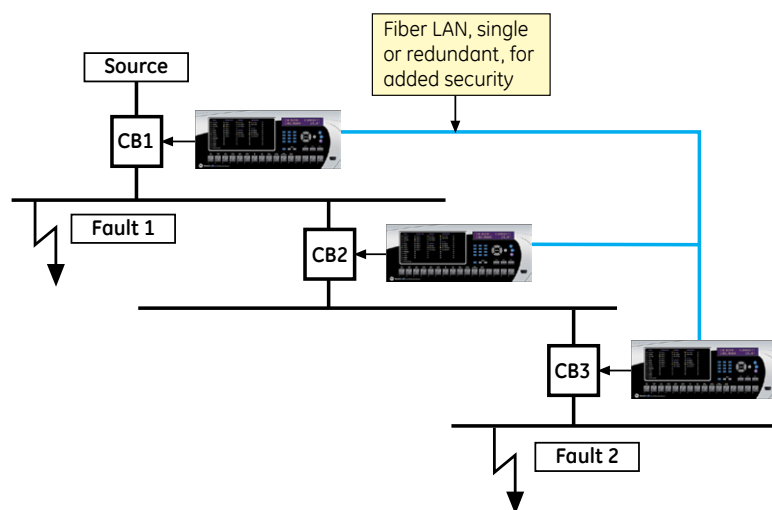 Fiber LAN, single
or redundant, for
added security
Source
CB1
Fault 1
CB2
CB3
Fault 2